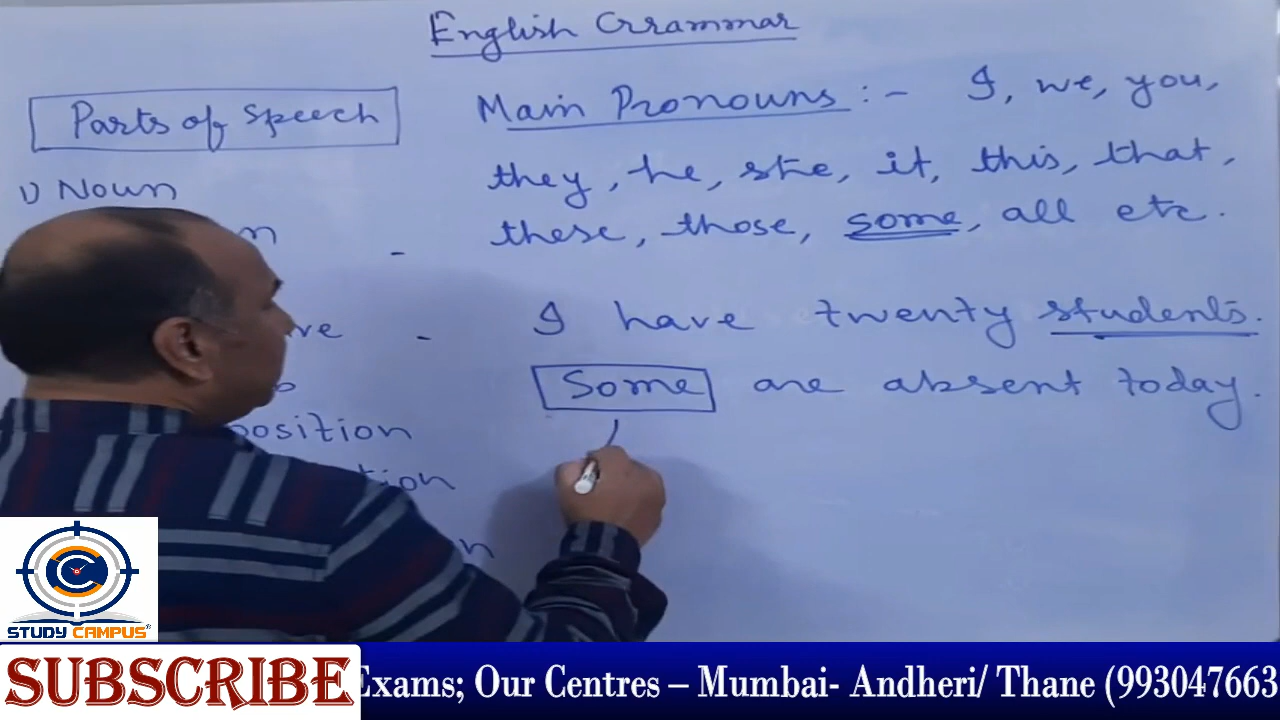 English Grammar
Parts of Speech
Main Pronouns :- I, we, you,
they, he, she, it, this, that,
these, those, some, all etc.
1) Noun
-
-
I have twenty students.
Some are absent today.
STUDY CAMPUS
SUBSCRIBE
Exams; Our Centres – Mumbai- Andheri/ Thane (993047663